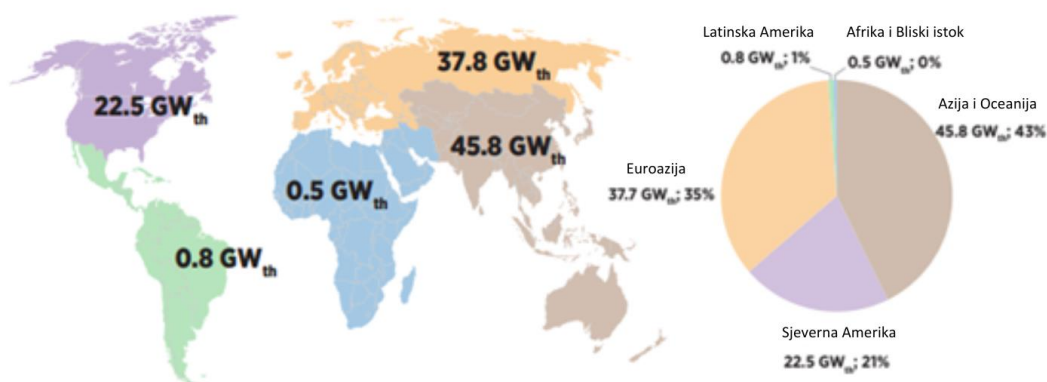 22.5 GWth
0.8 GWth
37.8 GWth
0.5 GWth
45.8 GWth
Latinska Amerika
0.8 GWth; 1%
Afrika i Bliski istok
0.5 GWth; 0%
Azija i Oceanija
45.8 GWth; 43%
Euroazija
37.7 GWth; 35%
Sjeverna Amerika
22.5 GWth; 21%